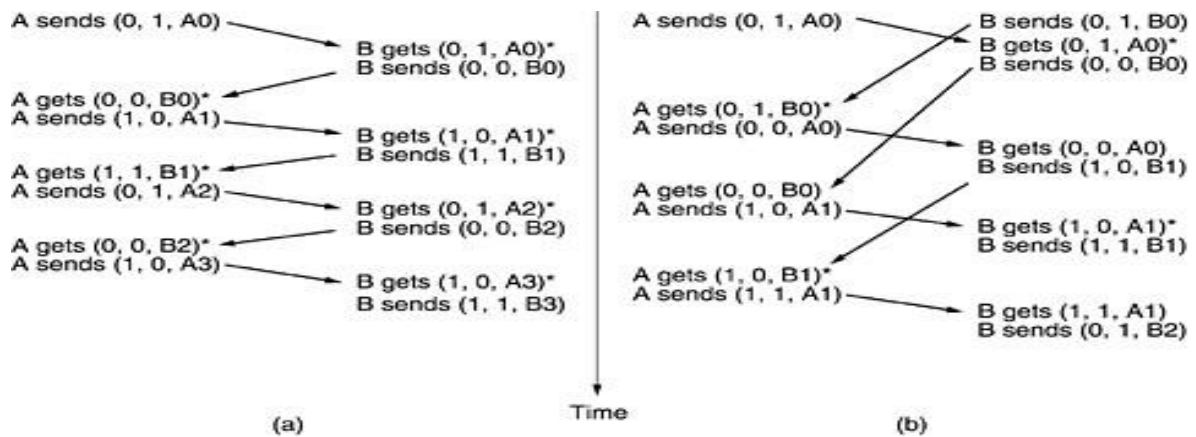 A sends (0, 1, A0)
B gets (0, 1, A0)*
B sends (0, 0, B0)
A gets (0, 0, B0)*
A sends (1, 0, A1)
B gets (1, 0, A1)*
B sends (1, 1, B1)
A gets (1, 1, B1)*
A sends (0, 1, A2)
B gets (0, 1, A2)*
B sends (0, 0, B2)
A gets (0, 0, B2)*
A sends (1, 0, A3)
B gets (1, 0, A3)*
B sends (1, 1, B3)
(a)
Time
A sends (0, 1, A0)
B sends (0, 1, B0)
B gets (0, 1, A0)*
B sends (0, 0, B0)
A gets (0, 1, B0)*
A sends (0, 0, A0)
B gets (0, 0, A0)
B sends (1, 0, B1)
A gets (0, 0, B0)
A sends (1, 0, A1)
B gets (1, 0, A1)*
B sends (1, 1, B1)
A gets (1, 0, B1)*
A sends (1, 1, A1)
B gets (1, 1, A1)
B sends (0, 1, B2)
(b)